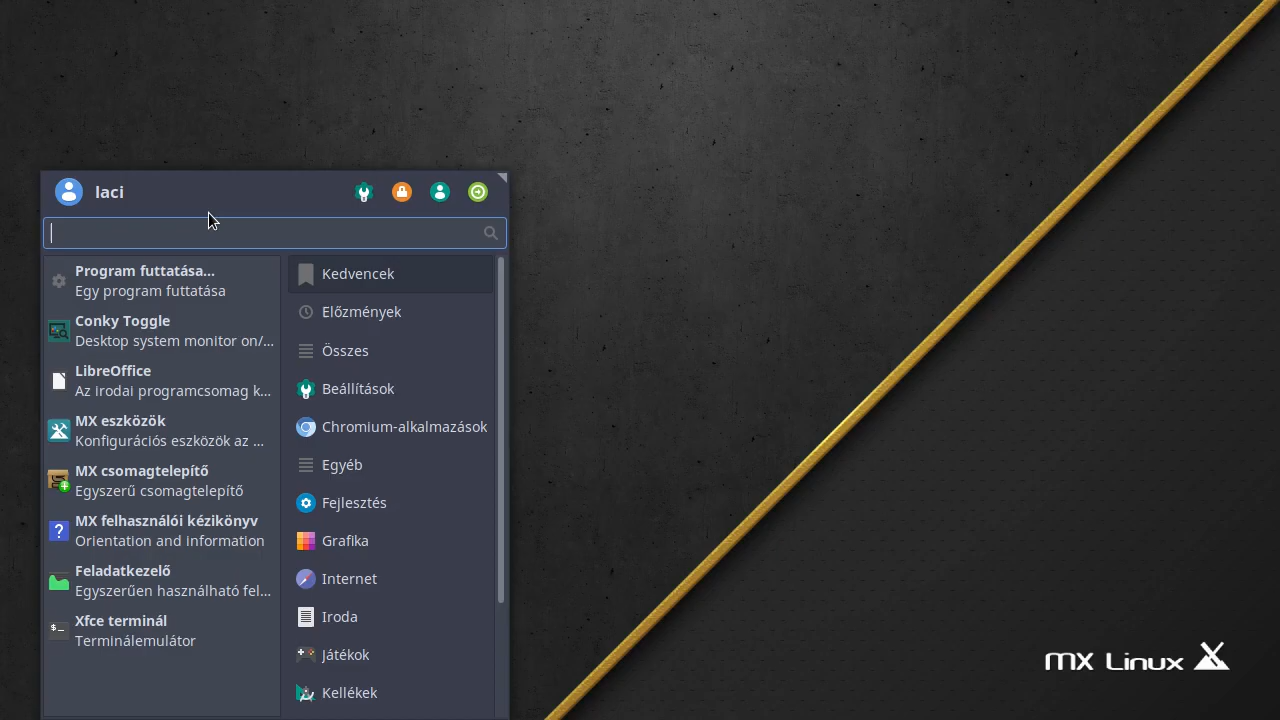 laci
Program futtatása...
Egy program futtatása
Conky Toggle
Desktop system monitor on/...
LibreOffice
Az irodai programcsomag k...
MX eszközök
Konfigurációs eszközök az ...
MX csomagtelepítő
Egyszerű csomagtelepítő
MX felhasználói kézikönyv
Orientation and information
Feladatkezelő
Egyszerűen használható fel...
Xfce terminál
Terminálemulátor
Kedvencek
Előzmények
Összes
Beállítások
Chromium-alkalmazások
Egyéb
Fejlesztés
Grafika
Internet
Iroda
Játékok
Kellékek
MX Linux